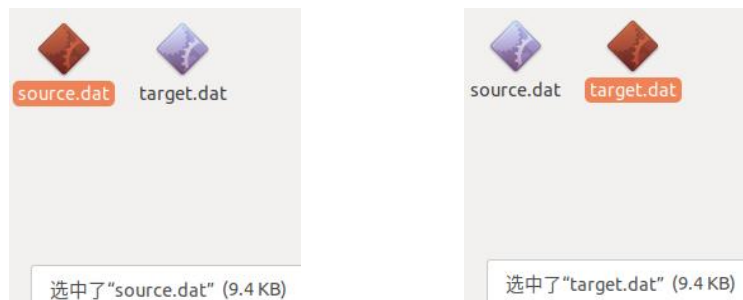 source.dat target.dat
选中了“source.dat” (9.4 KB)
source.dat target.dat
选中了“target.dat” (9.4 KB)